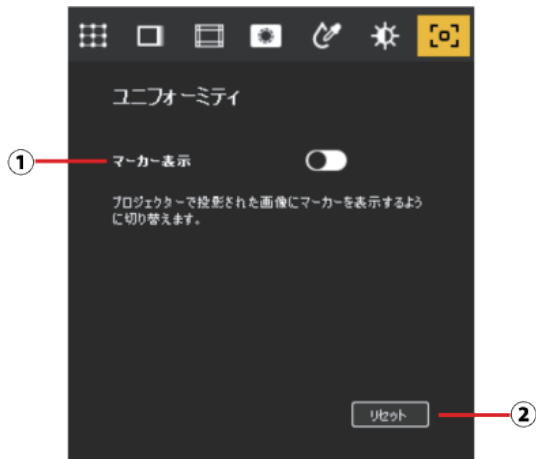 ユニフォーミティ
① マーカー表示
プロジェクターで投影された画像にマーカーを表示するよう
に切り替えます。
リセット ②